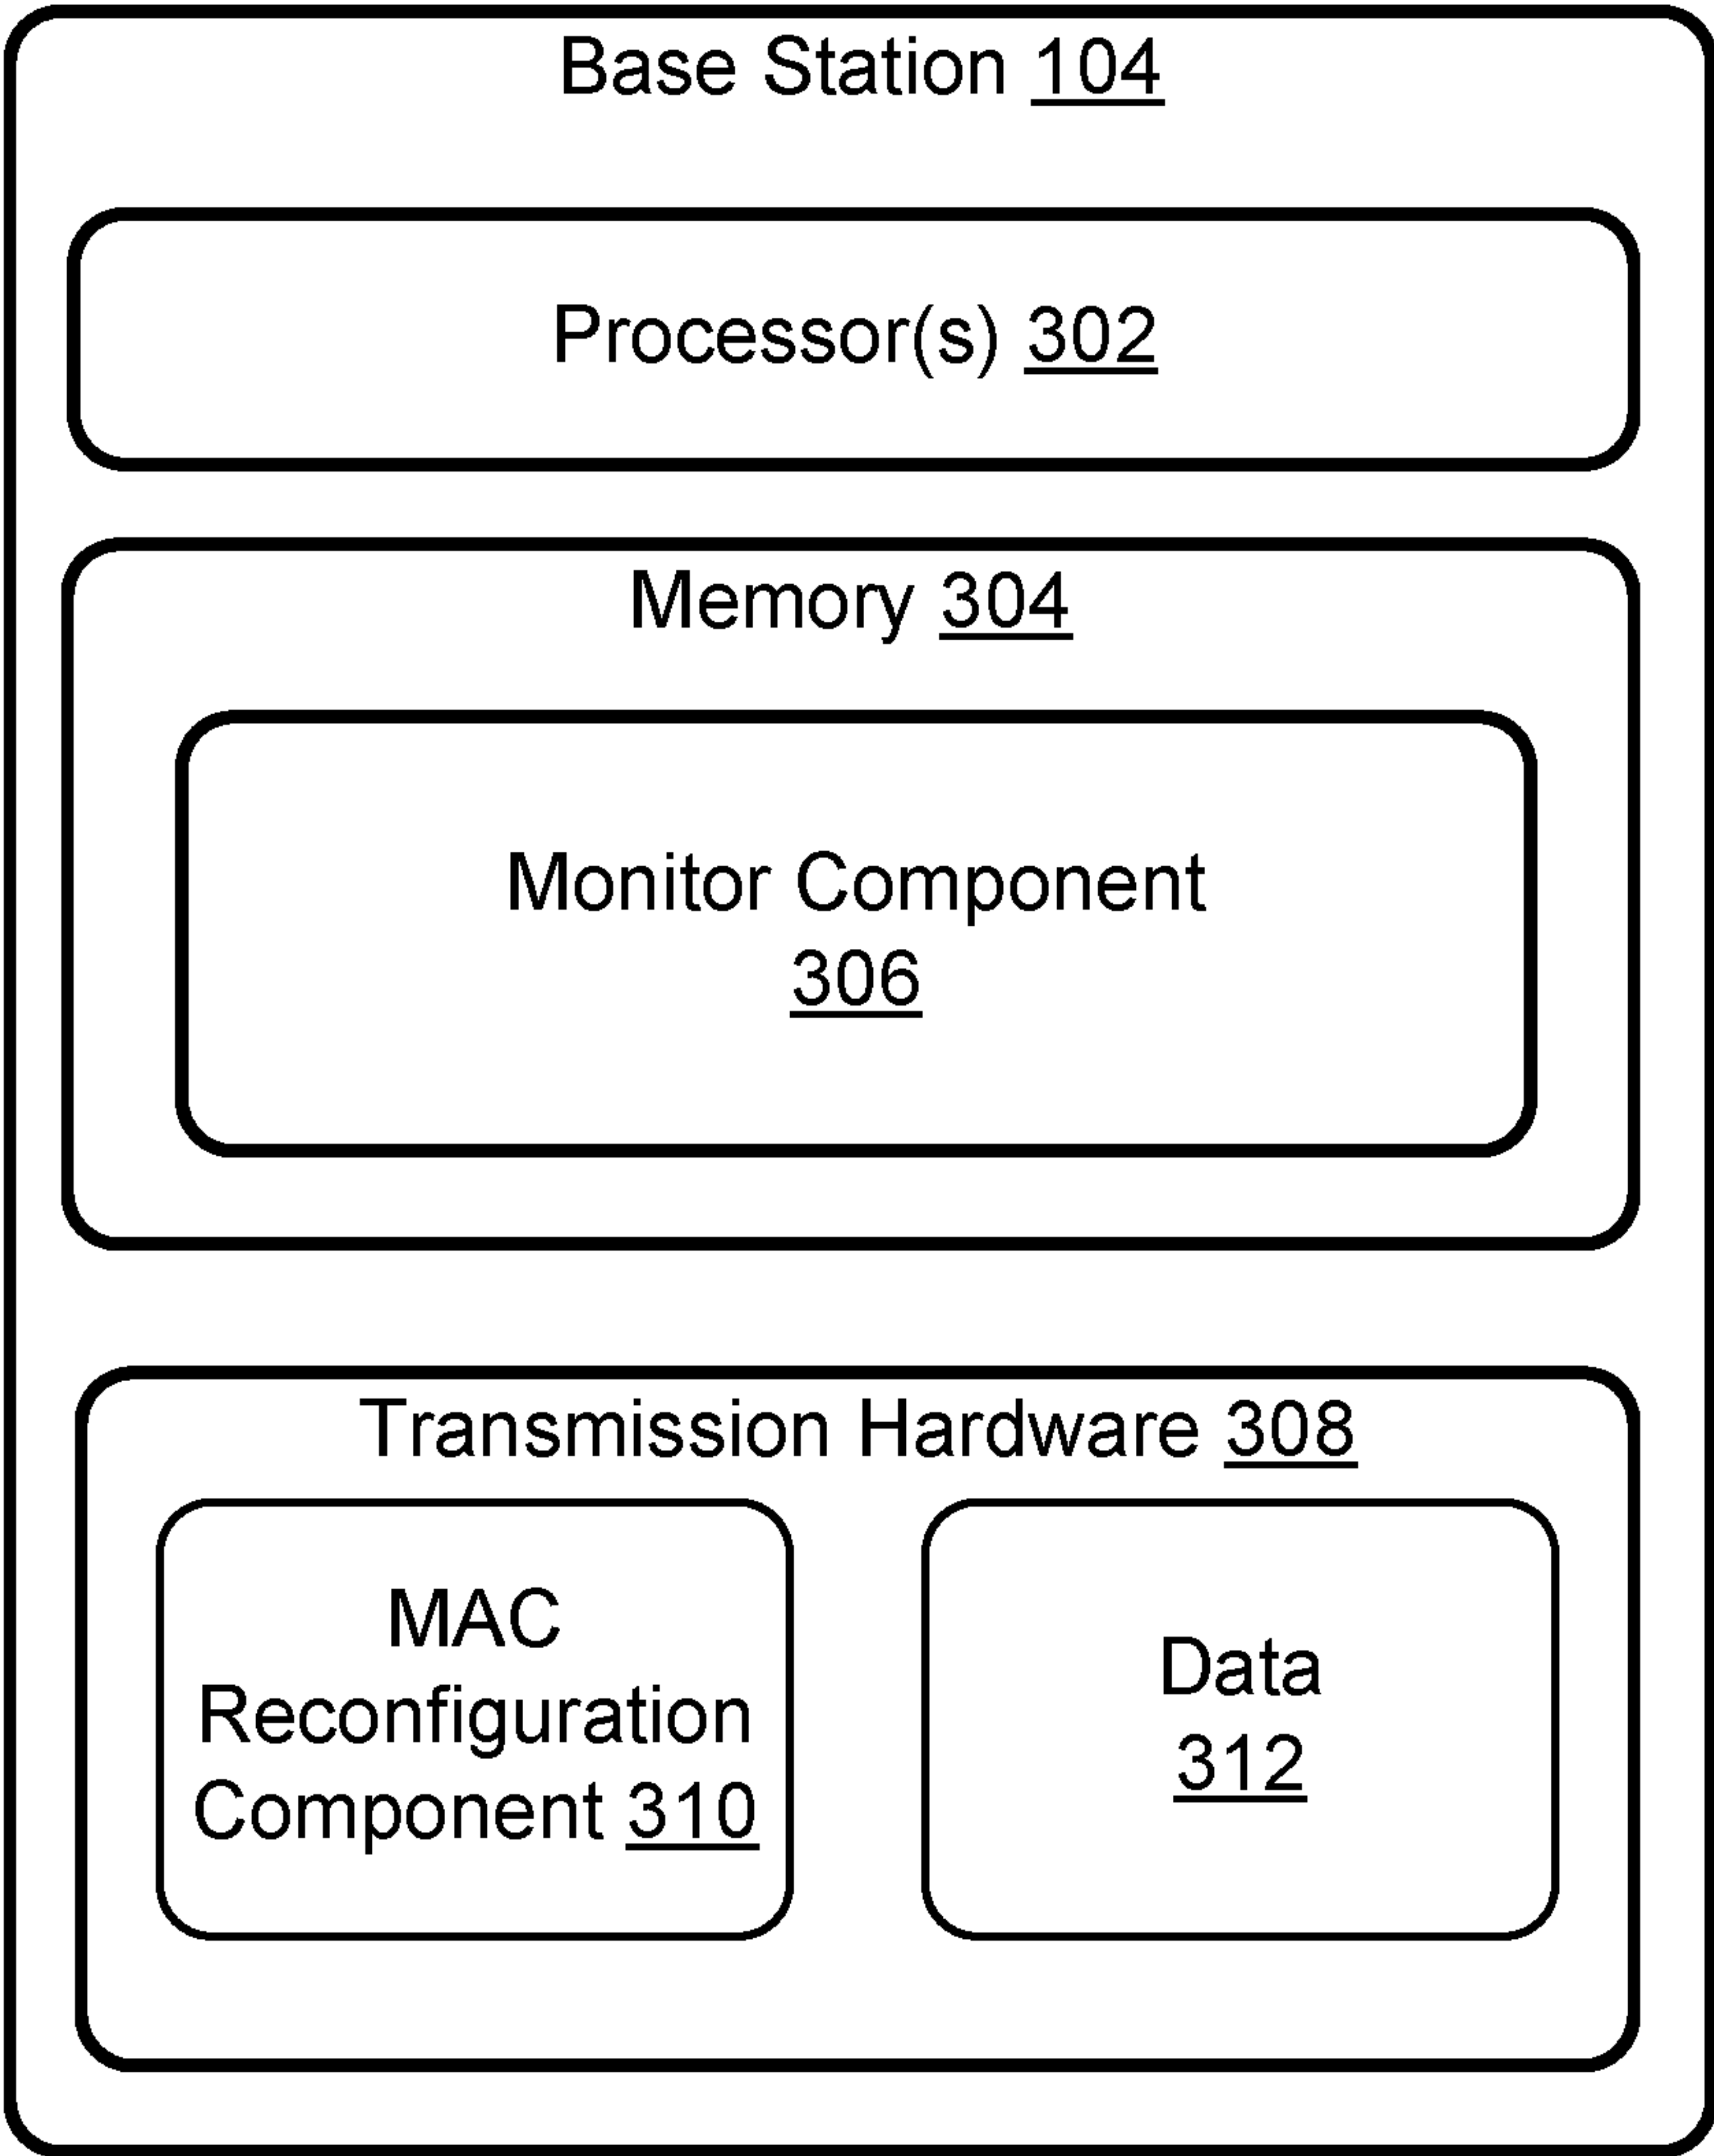 Base Station 104
Processor(s) 302
Memory 304
Monitor Component
306
Transmission Hardware 308
MAC
Reconfiguration
Component 310
Data
312